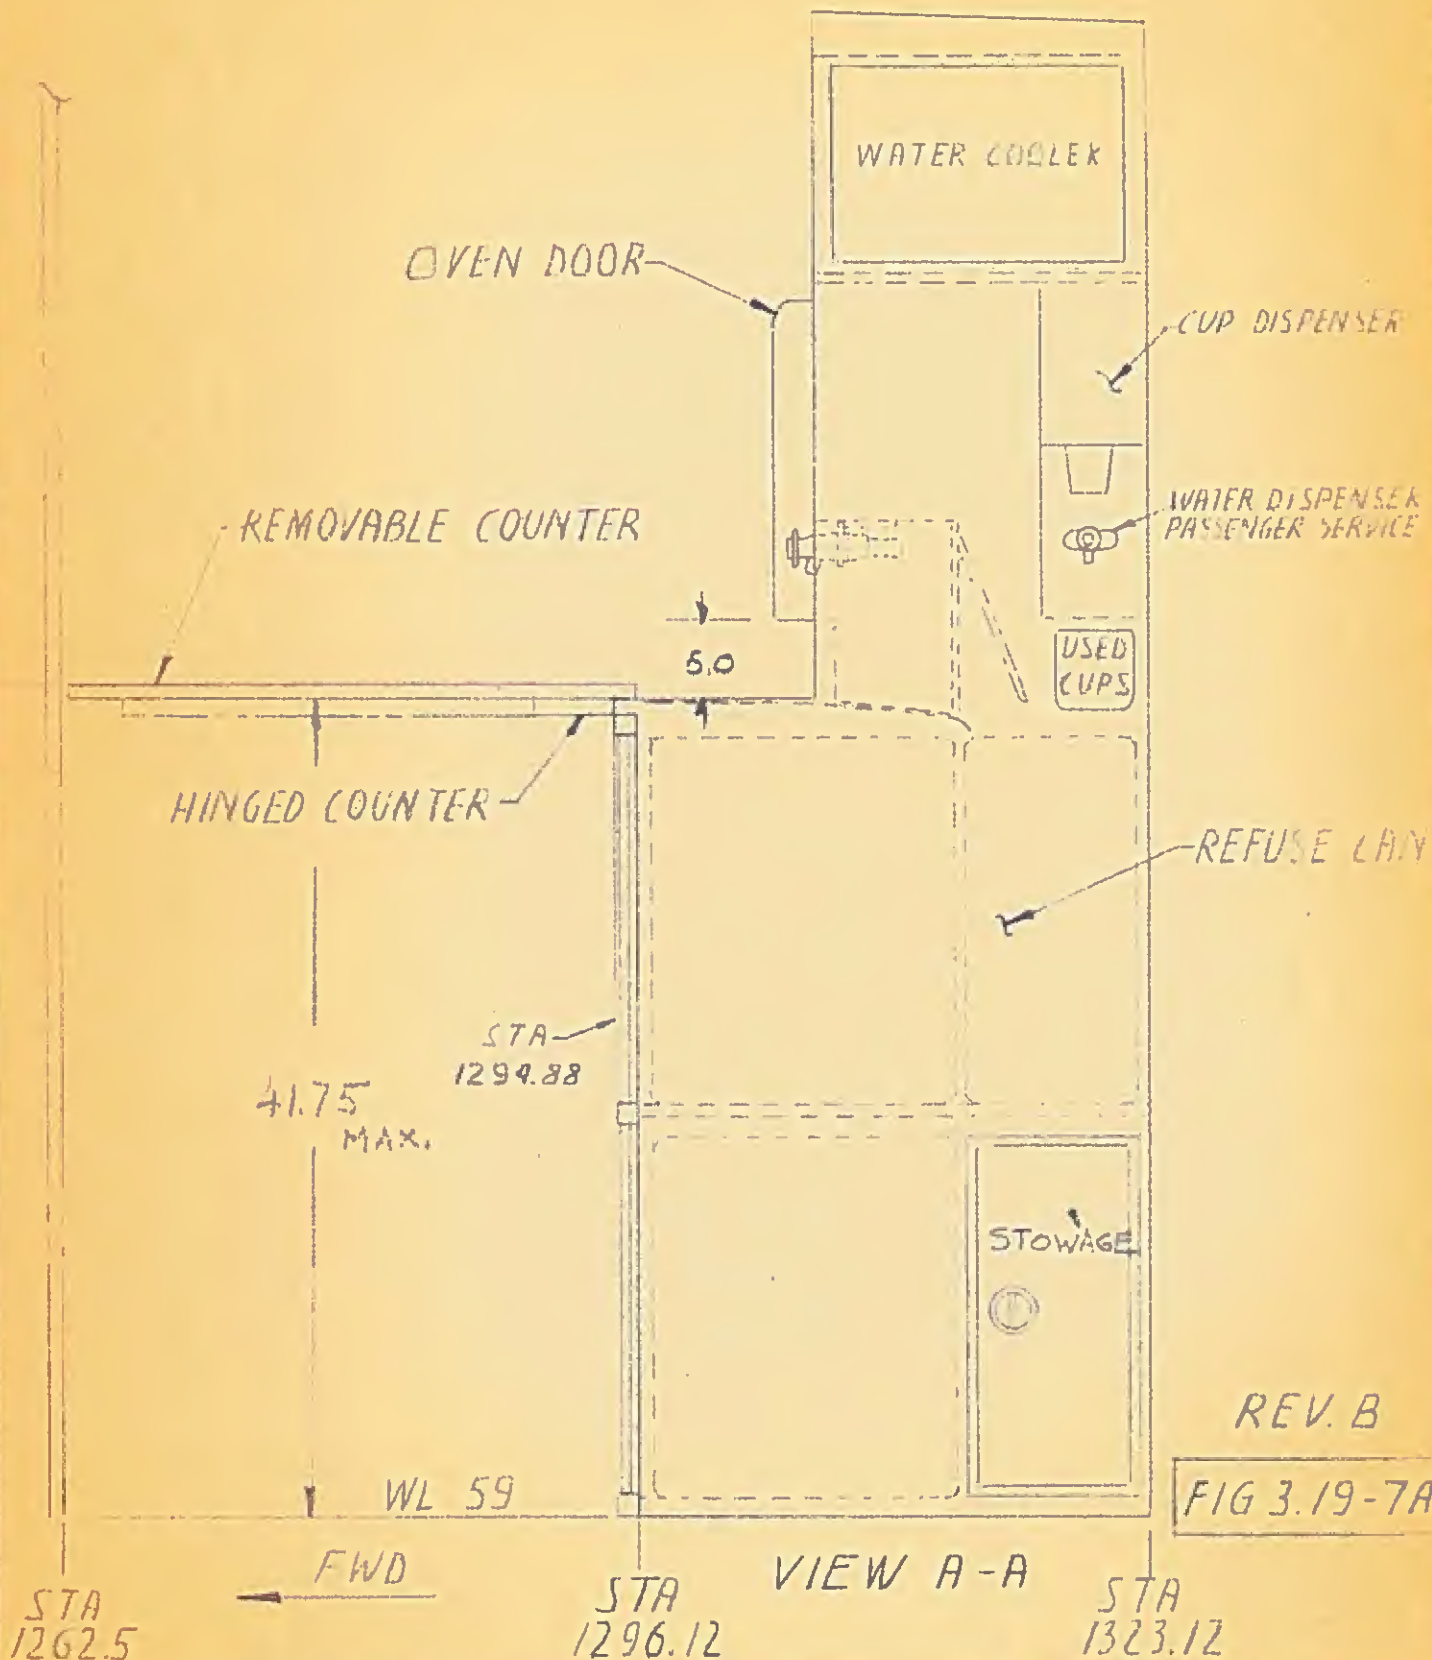 WATER COOLER
OVEN DOOR
CUP DISPENSER
REMOVABLE COUNTER
WATER DISPENSER
PASSENGER SERVICE
5.0
USED
CUPS
HINGED COUNTER
REFUSE CAN
STA
1294.88
41.75
MAX.
STOWAGE
REV. B
WL 59
FIG 3.19-7A
FWD
VIEW A-A
STA
1262.5
STA
1296.12
STA
1323.12